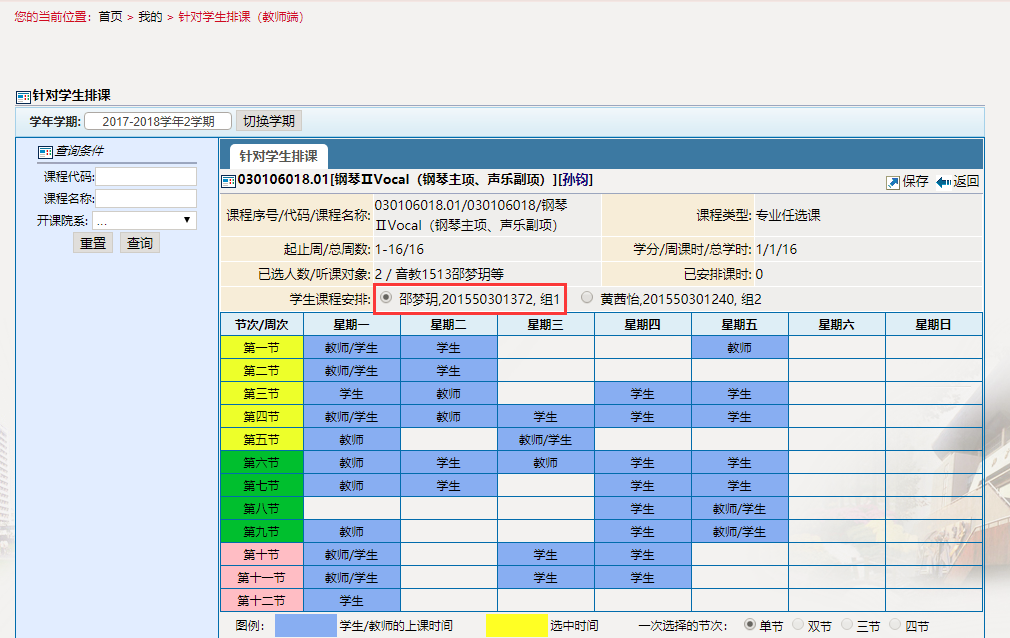 您的当前位置：首页 > 我的 > 针对学生排课（教师端）
针对学生排课
学年学期: 2017-2018学年2学期 切换学期
查询条件
课程代码:
课程名称:
开课院系: ...
重置 查询
针对学生排课
030106018.01[钢琴ⅡVocal（钢琴主项、声乐副项）][孙钧] 保存 返回
课程序号/代码/课程名称: 030106018.01/030106018/钢琴
ⅡVocal（钢琴主项、声乐副项） 课程类型: 专业任选课
起止周/总周数: 1-16/16 学分/周课时/总学时: 1/1/16
已选人数/听课对象: 2 / 音教1513邵梦玥等 已安排课时: 0
学生课程安排: 邵梦玥,201550301372, 组1 黄茜怡,201550301240, 组2
节次/周次 星期一 星期二 星期三 星期四 星期五 星期六 星期日
第一节 教师/学生 学生 教师
第二节 教师/学生 学生
第三节 学生 教师 学生 学生
第四节 教师/学生 教师 学生 学生 学生
第五节 教师 教师/学生
第六节 教师 学生 教师 学生 学生
第七节 教师 学生 学生 学生
第八节 学生 教师/学生
第九节 教师 学生 教师/学生
第十节 教师/学生 学生 学生
第十一节 教师/学生 学生 学生
第十二节 学生
图例: 学生/教师的上课时间 选中时间 一次选择的节次: 单节 双节 三节 四节